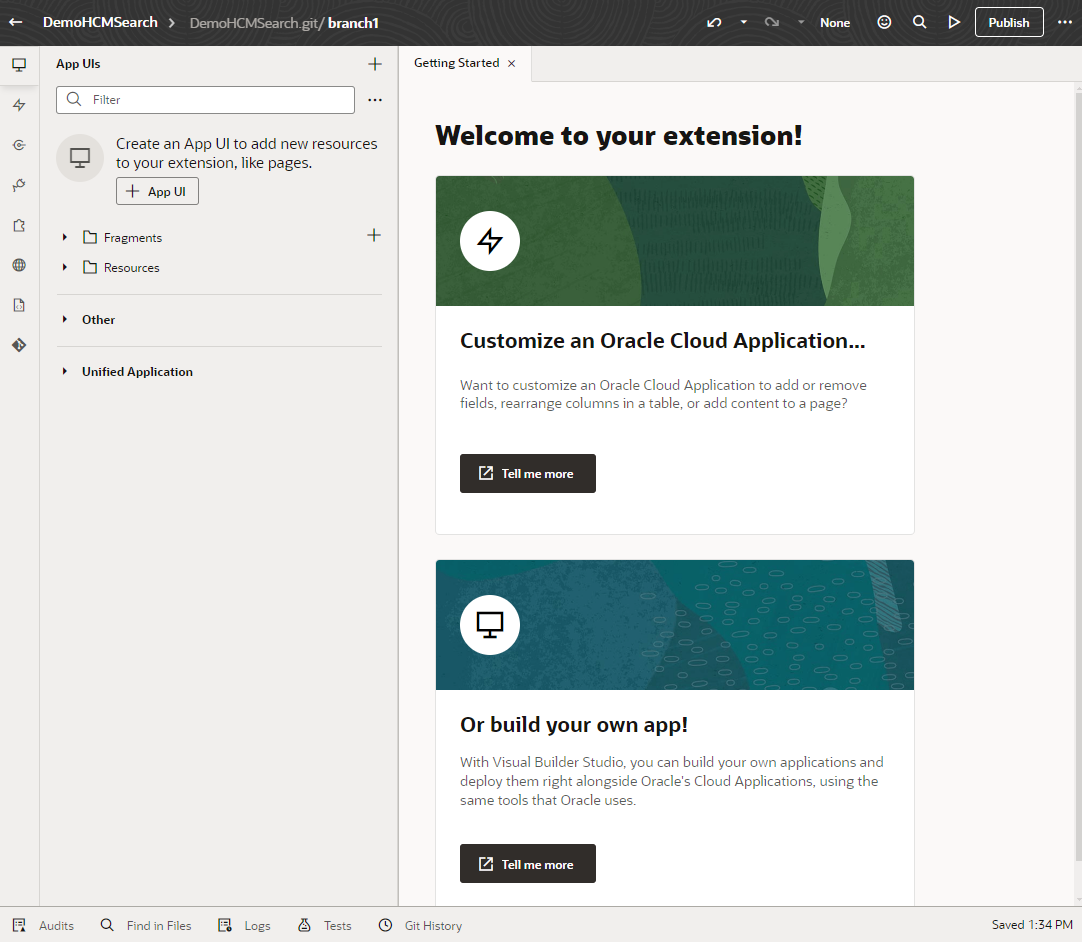 DemoHCMSearch > DemoHCMSearch.git/ branch1
None
Publish
App UIs
Filter
Create an App UI to add new resources
to your extension, like pages.
App UI
Fragments
Resources
Other
Unified Application
Getting Started
Welcome to your extension!
Customize an Oracle Cloud Application...
Want to customize an Oracle Cloud Application to add or remove
fields, rearrange columns in a table, or add content to a page?
Tell me more
Or build your own app!
With Visual Builder Studio, you can build your own applications and
deploy them right alongside Oracle's Cloud Applications, using the
same tools that Oracle uses.
Tell me more
Audits
Find in Files
Logs
Tests
Git History
Saved 1:34 PM